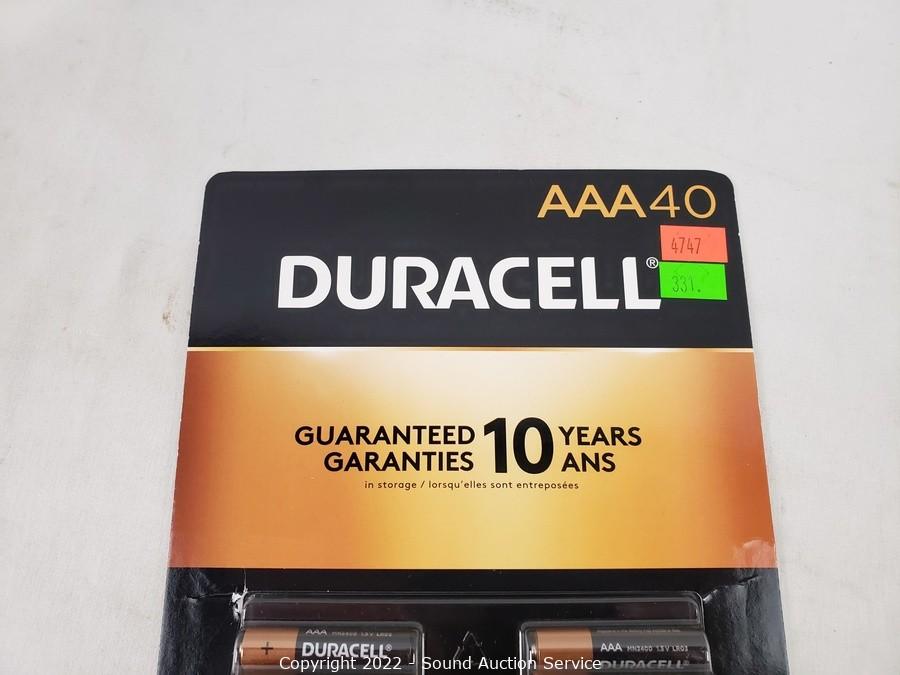 AAA40
4747
DURACELL®
331.
GUARANTEED 10 YEARS
GARANTIES ANS
in storage / lorsqu'elles sont entreposées
AAA MN2400 1.5V LR03
+ DURACELL®
AAA MN2400 1.5V LR03
DURACELL
Copyright 2022 - Sound Auction Service